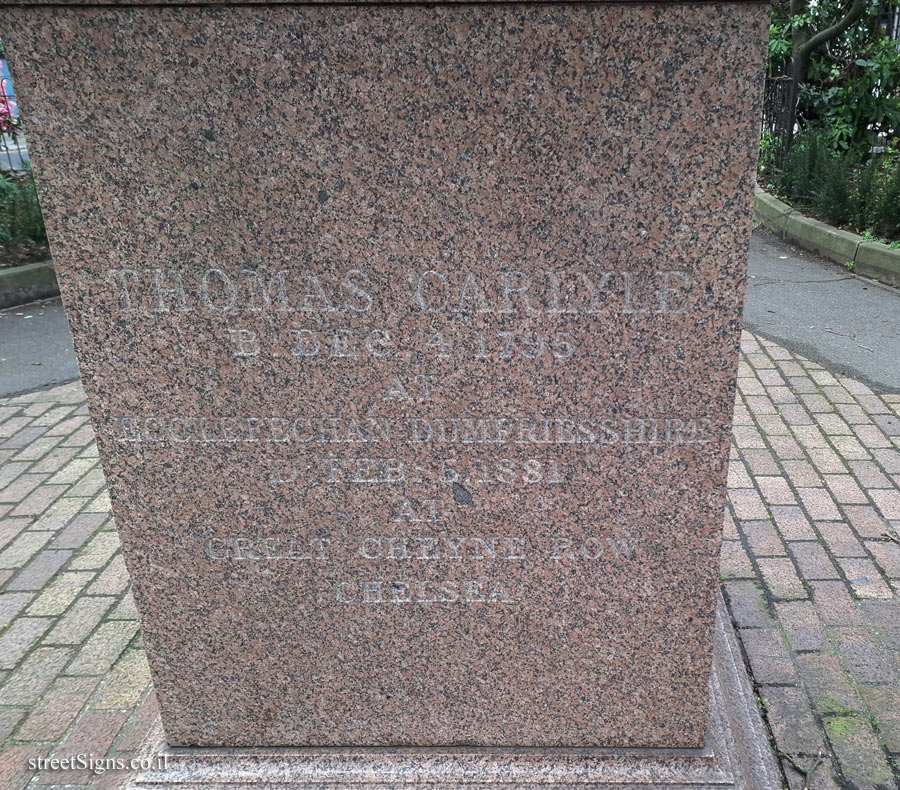 THOMAS CARLYLE
B. DEC. 4, 1795
AT
ECCLEFECHAN DUMFRIESSHIRE
D. FEB. 5, 1881
AT
GREAT CHEYNE ROW
CHELSEA
streetSigns.co.il